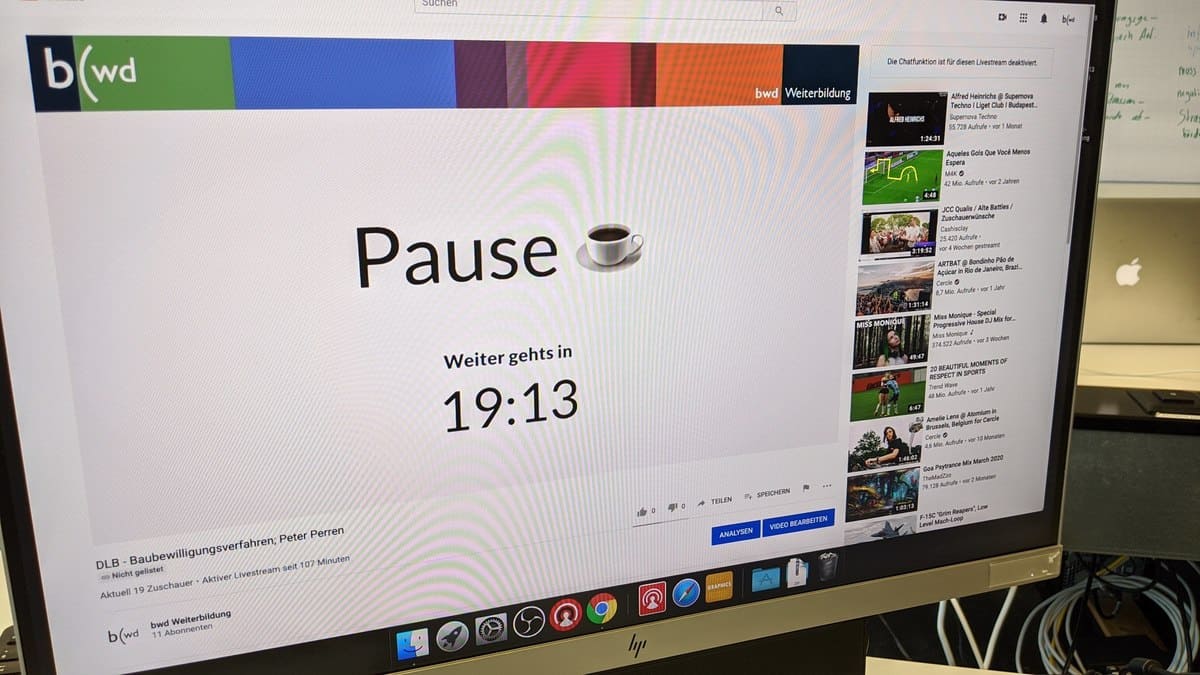 Suchen
b(wd
b(wd
bwd Weiterbildung
Pause
Weiter gehts in
19:13
DLB - Baubewilligungsverfahren; Peter Perren
Nicht gelistet
Aktuell 19 Zuschauer • Aktiver Livestream seit 107 Minuten
0
0
TEILEN
SPEICHERN
ANALYSEN
VIDEO BEARBEITEN
b(wd
bwd Weiterbildung
11 Abonnenten
Die Chatfunktion ist für diesen Livestream deaktiviert.
ALFRED HEINRICHS
1:24:31
Alfred Heinrichs @ Supernova
Techno I Liget Club I Budapest...
Supernova Techno
55.728 Aufrufe • vor 1 Monat
4:48
Aqueles Gols Que Você Menos
Espera
M4K
42 Mio. Aufrufe • vor 2 Jahren
3:19:52
JCC Qualis / Alte Battles /
Zuschauerwünsche
Cashisclay
25.420 Aufrufe •
vor 4 Wochen gestreamt
1:31:14
ARTBAT @ Bondinho Pão de
Açúcar in Rio de Janeiro, Brazi...
Cercle
6,7 Mio. Aufrufe • vor 1 Jahr
MISS MONIQUE
49:47
Miss Monique - Special
Progressive House DJ Mix for...
Miss Monique
574.522 Aufrufe • vor 3 Wochen
6:47
20 BEAUTIFUL MOMENTS OF
RESPECT IN SPORTS
Trend Wave
48 Mio. Aufrufe • vor 1 Jahr
1:48:02
Amelie Lens @ Atomium in
Brussels, Belgium for Cercle
Cercle
4,6 Mio. Aufrufe • vor 10 Monaten
1:03:13
Goa Psytrance Mix March 2020
TheMadZoo
79.128 Aufrufe • vor 2 Monaten
F-15C "Grim Reapers", Low
Level Mach-Loop
GRAPHICS
hp